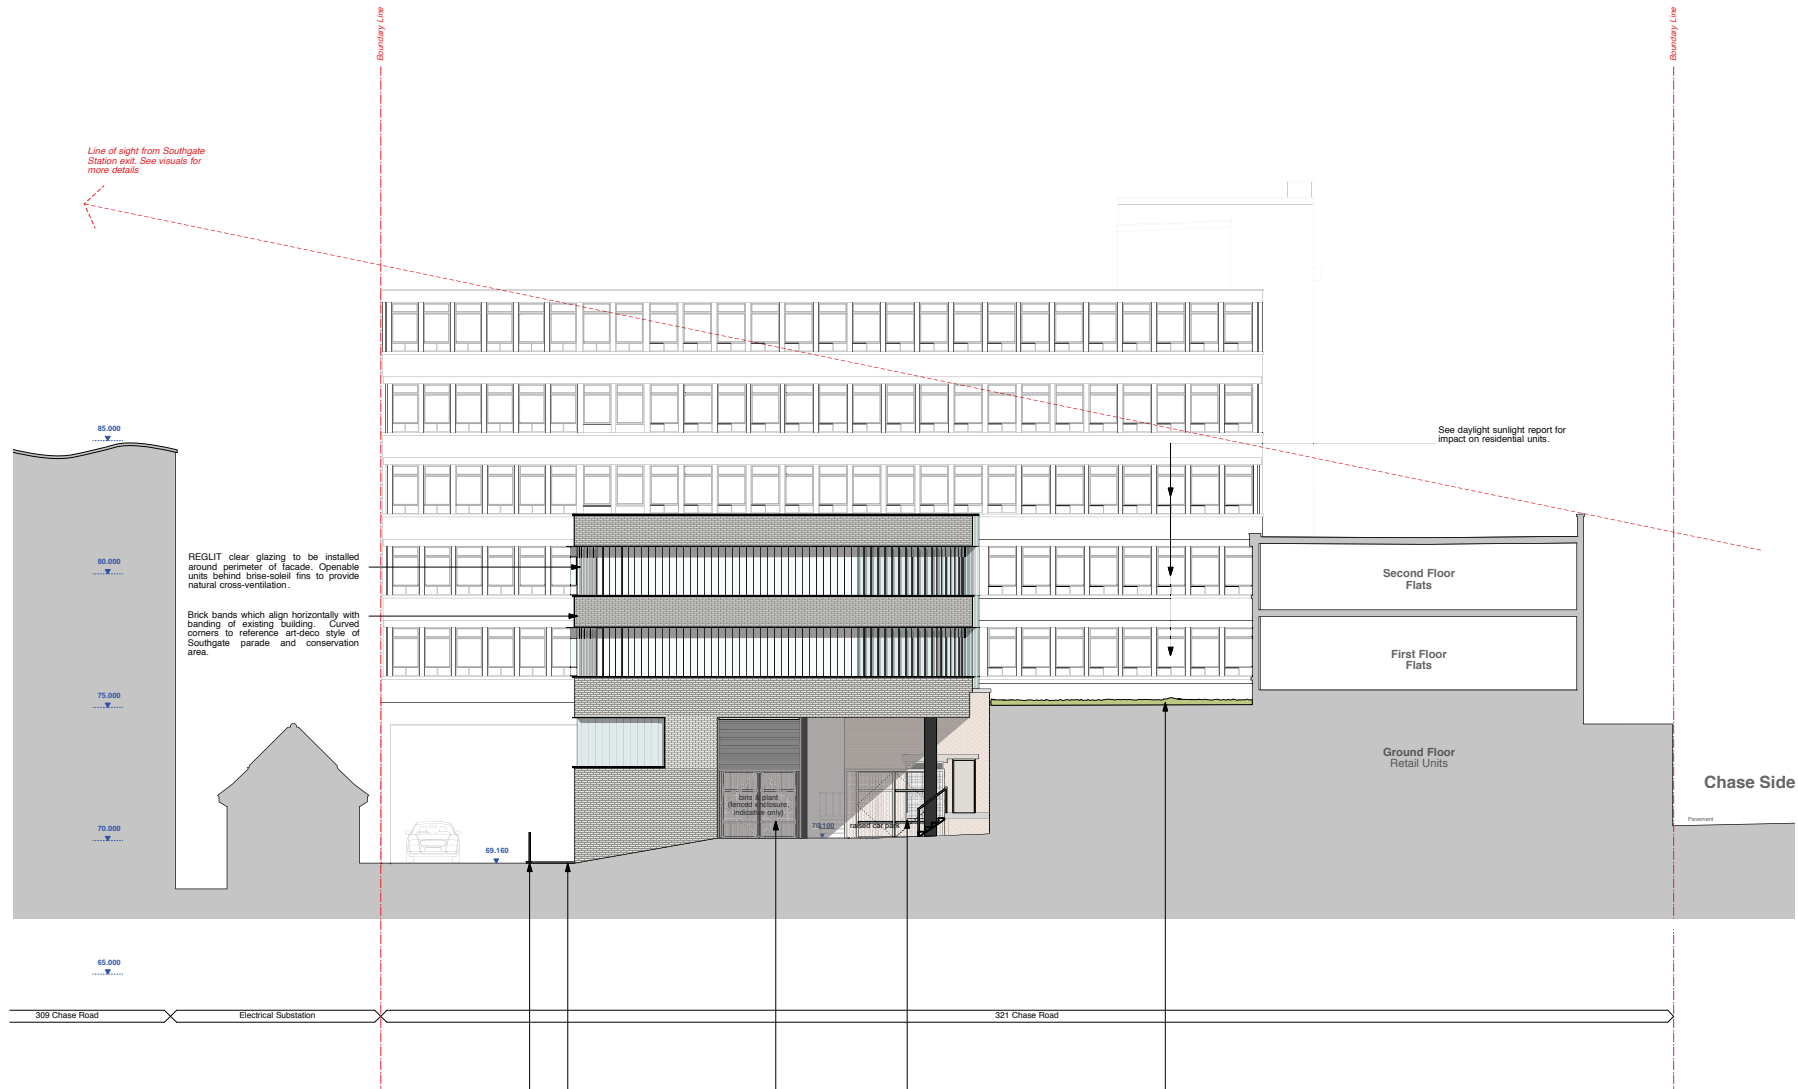 Boundary Line
Boundary Line
Line of sight from Southgate
Station exit. See visuals for
more details
85.000
See daylight sunlight report for
impact on residential units.
REGLIT clear glazing to be installed
around perimeter of facade. Openable
units behind brise-soleil fins to provide
natural cross-ventilation.
80.000
Second Floor
Flats
Brick bands which align horizontally with
banding of existing building. Curved
corners to reference art-deco style of
Southgate parade and conservation
area.
First Floor
Flats
75.000
Ground Floor
Retail Units
Chase Side
bins & plant
(fenced enclosure,
indicative only)
70.000
70.100
raised car park
Pavement
69.160
65.000
309 Chase Road
Electrical Substation
321 Chase Road